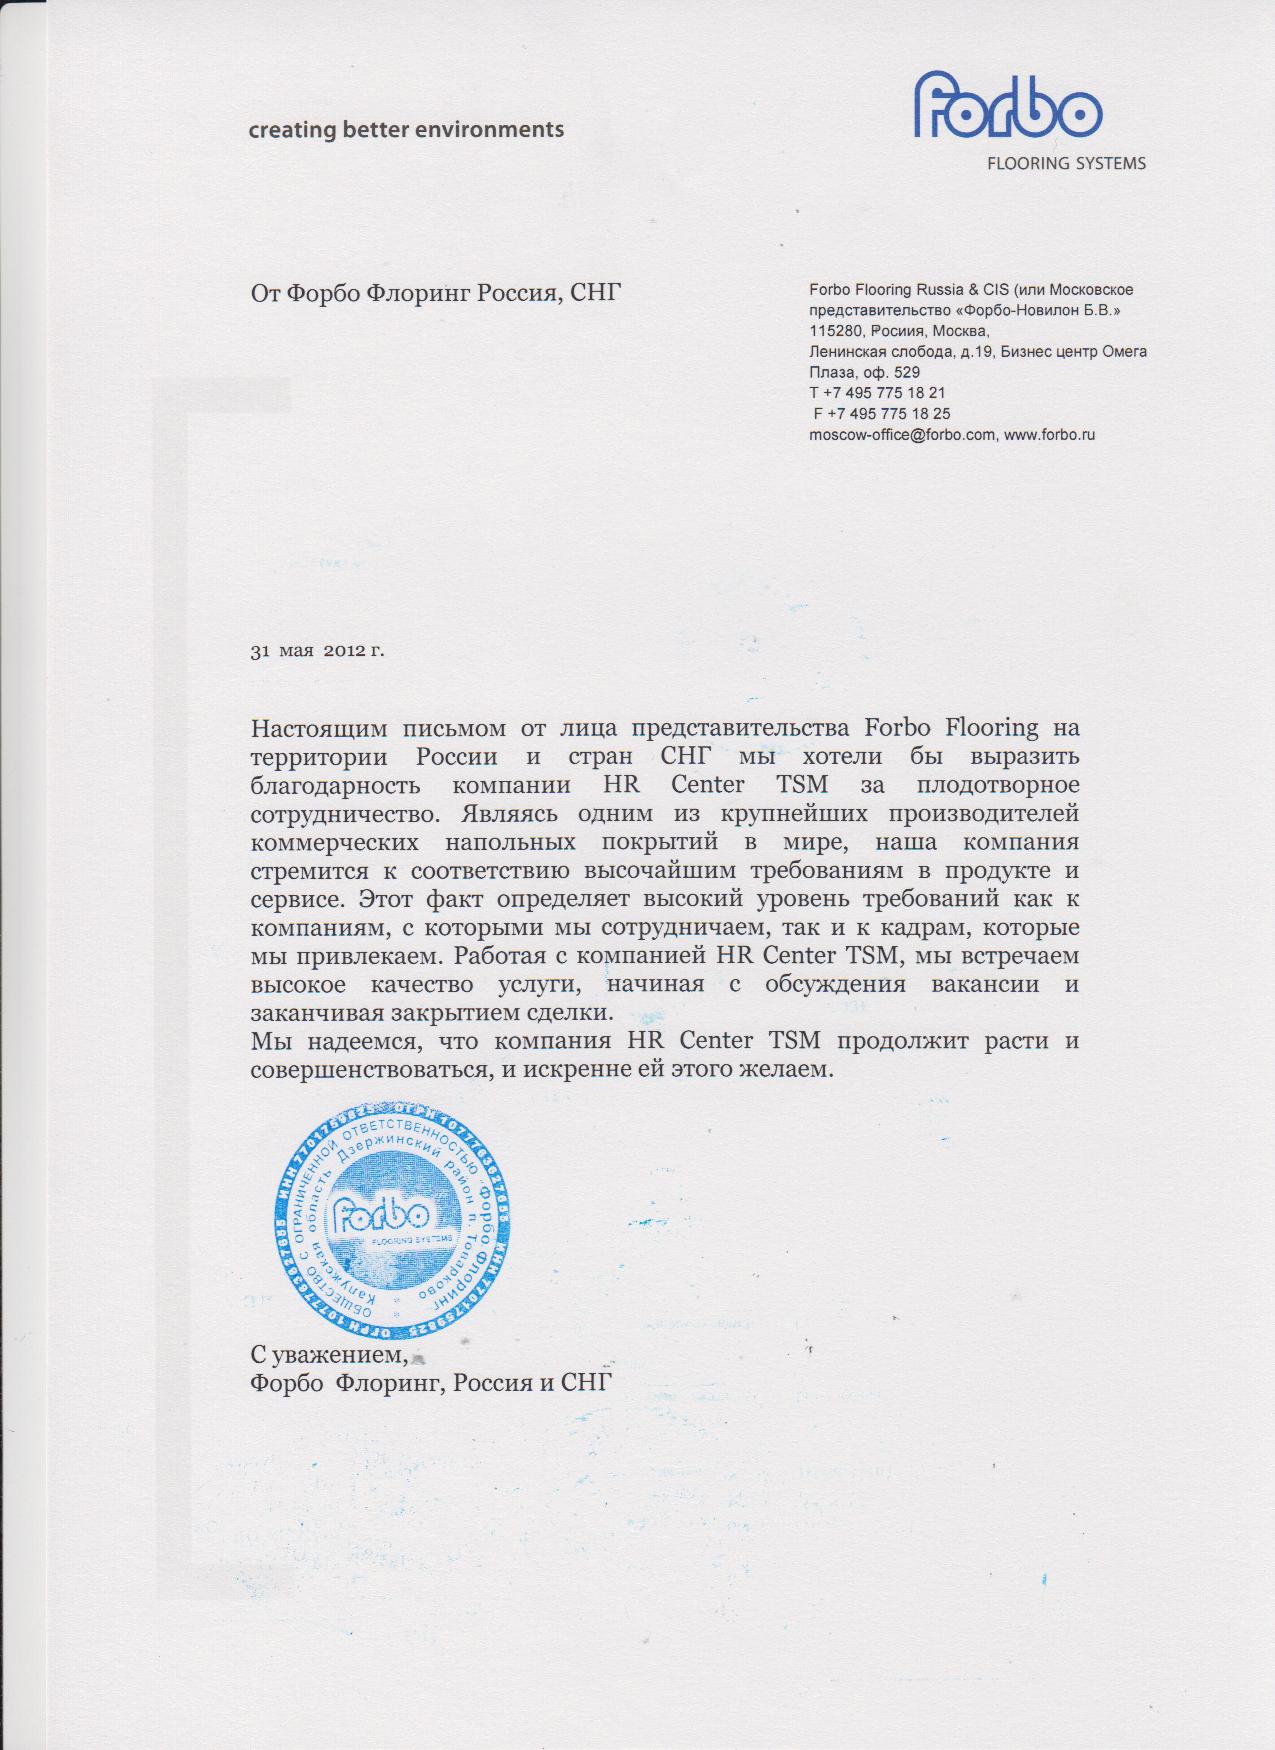 creating better environments
forbo
FLOORING SYSTEMS
От Форбо Флоринг Россия, СНГ
Forbo Flooring Russia & CIS (или Московское
представительство «Форбо-Новилон Б.В.»
115280, Росиия, Москва,
Ленинская слобода, д.19, Бизнес центр Омега
Плаза, оф. 529
T +7 495 775 18 21
F +7 495 775 18 25
moscow-office@forbo.com, www.forbo.ru
31 мая 2012 г.
Настоящим письмом от лица представительства Forbo Flooring на
территории России и стран СНГ мы хотели бы выразить
благодарность компании HR Center TSM за плодотворное
сотрудничество. Являясь одним из крупнейших производителей
коммерческих напольных покрытий в мире, наша компания
стремится к соответствию высочайшим требованиям в продукте и
сервисе. Этот факт определяет высокий уровень требований как к
компаниям, с которыми мы сотрудничаем, так и к кадрам, которые
мы привлекаем. Работая с компанией HR Center TSM, мы встречаем
высокое качество услуги, начиная с обсуждения вакансии и
заканчивая закрытием сделки.
Мы надеемся, что компания HR Center TSM продолжит расти и
совершенствоваться, и искренне ей этого желаем.
ИНН 7701759825 ОГРН 1077763627655 ИНН 7701759825 ОГРН 1077763627655
ОБЩЕСТВО С ОГРАНИЧЕННОЙ ОТВЕТСТВЕННОСТЬЮ "Форбо Флоринг
Калужская область Дзержинский район п. Товарково
forbo
FLOORING SYSTEMS
С уважением,
Форбо Флоринг, Россия и СНГ